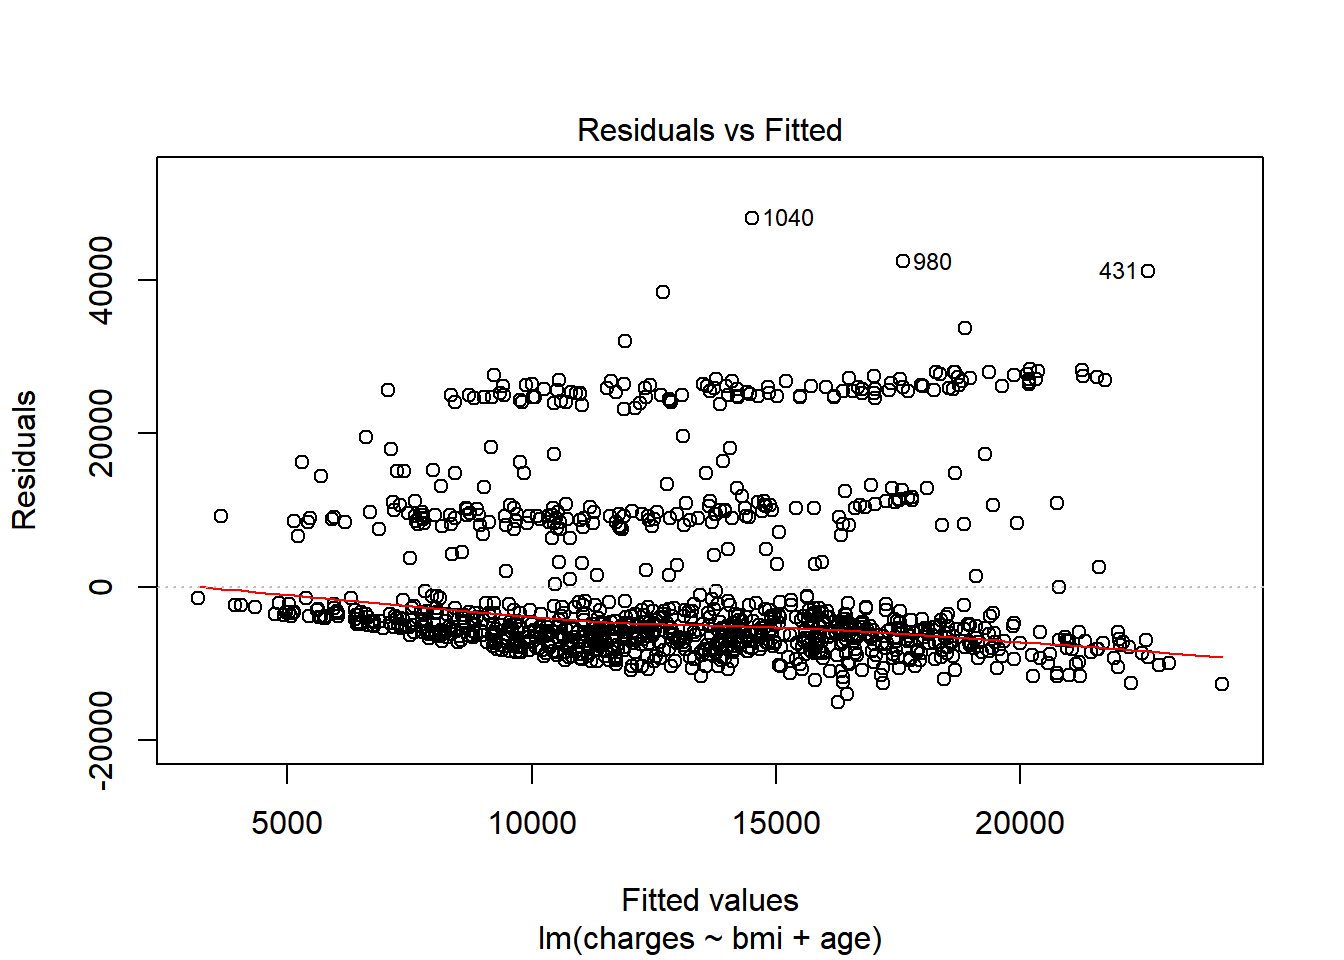 Residuals vs Fitted
1040
980
431
Residuals
40000
20000
0
-20000
5000 10000 15000 20000
Fitted values
lm(charges ~ bmi + age)